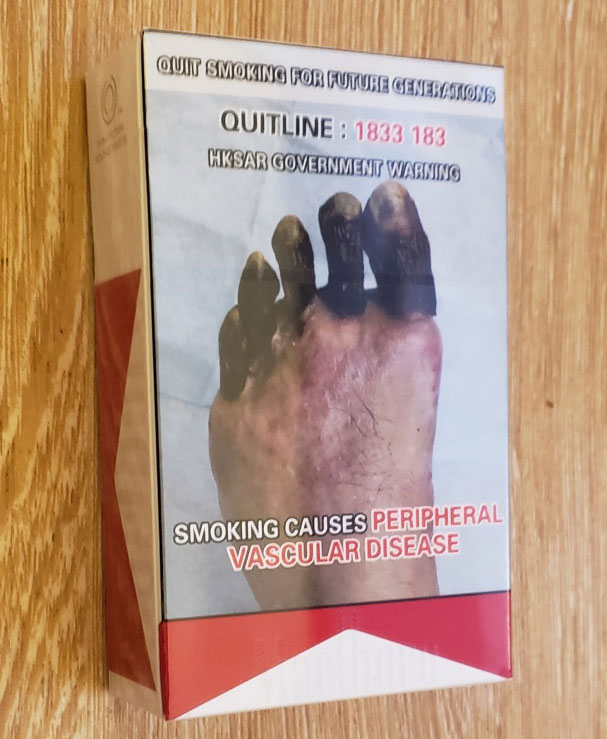 QUIT SMOKING FOR FUTURE GENERATIONS
QUITLINE : 1833 183
HKSAR GOVERNMENT WARNING
SMOKING CAUSES PERIPHERAL
VASCULAR DISEASE